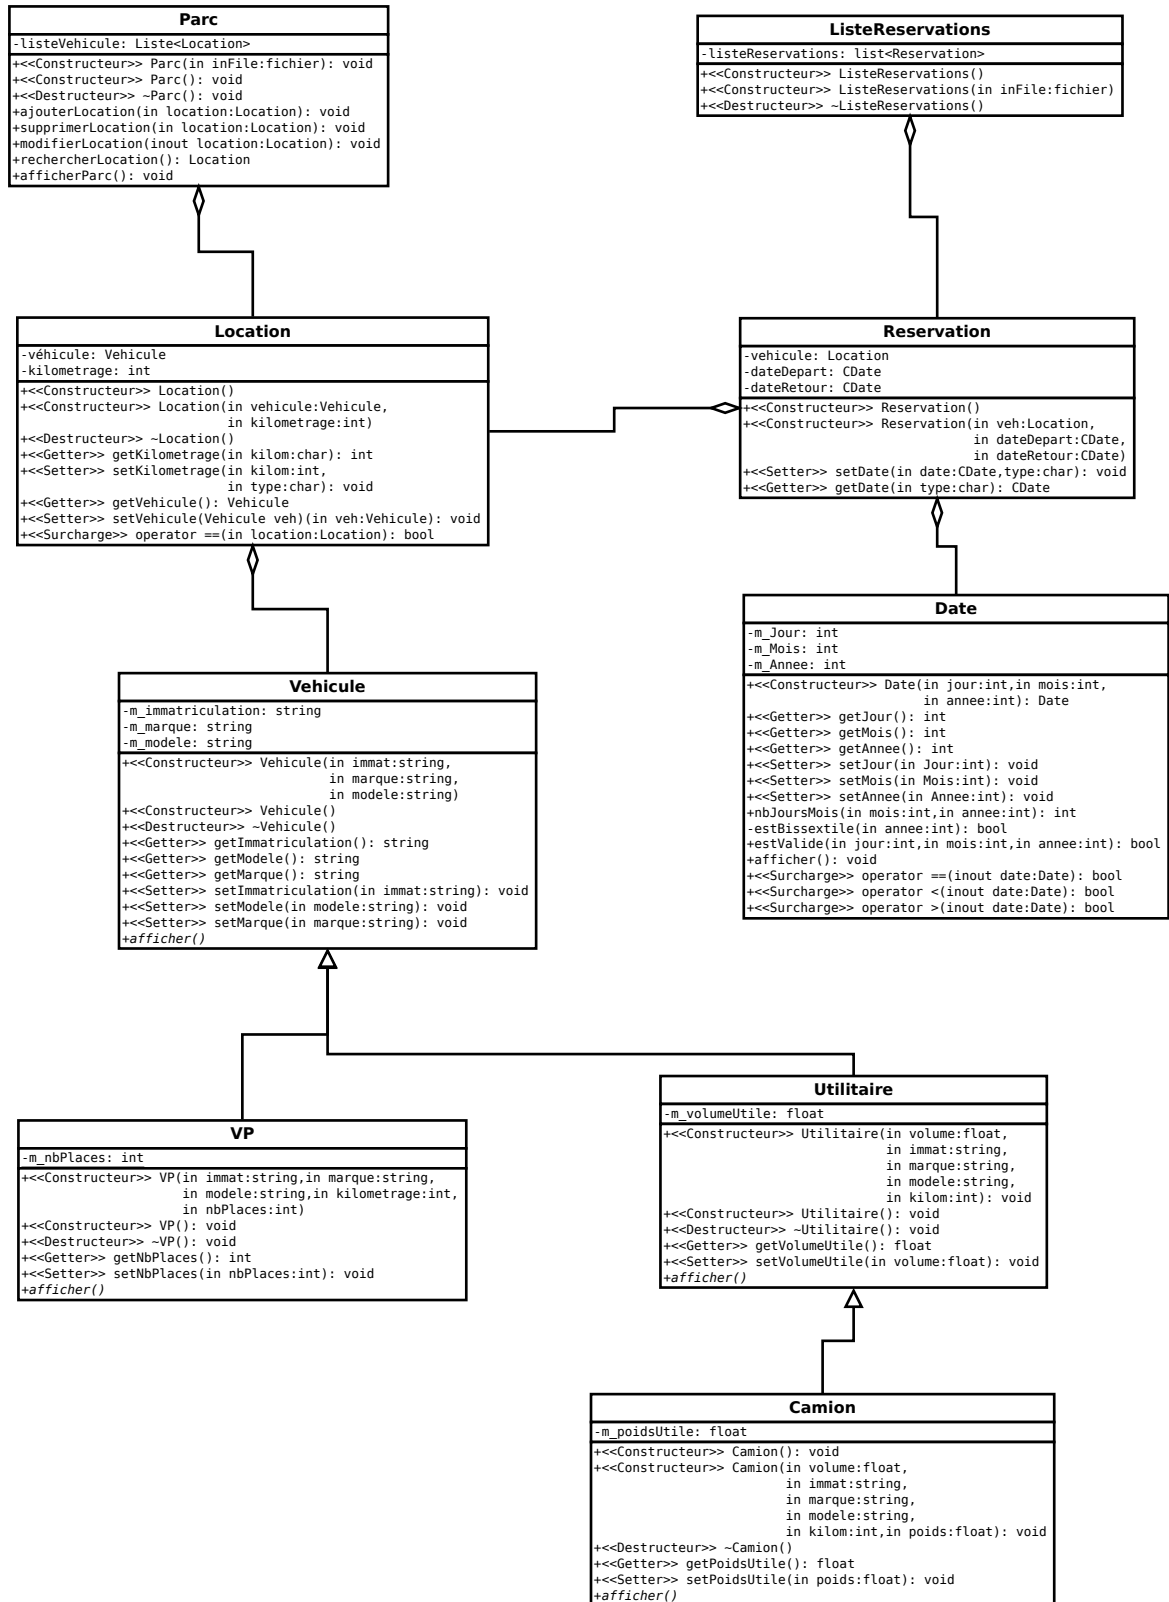 Parc
-listeVehicule: Liste<Location>
+<<Constructeur>> Parc(in inFile:fichier): void
+<<Constructeur>> Parc(): void
+<<Destructeur>> ~Parc(): void
+ajouterLocation(in location:Location): void
+supprimerLocation(in location:Location): void
+modifierLocation(inout location:Location): void
+rechercherLocation(): Location
+afficherParc(): void
ListeReservations
-listeReservations: list<Reservation>
+<<Constructeur>> ListeReservations()
+<<Constructeur>> ListeReservations(in inFile:fichier)
+<<Destructeur>> ~ListeReservations()
Location
-véhicule: Vehicule
-kilometrage: int
+<<Constructeur>> Location()
+<<Constructeur>> Location(in vehicule:Vehicule,
in kilometrage:int)
+<<Destructeur>> ~Location()
+<<Getter>> getKilometrage(in kilom:char): int
+<<Setter>> setKilometrage(in kilom:int,
in type:char): void
+<<Getter>> getVehicule(): Vehicule
+<<Setter>> setVehicule(Vehicule veh)(in veh:Vehicule): void
+<<Surcharge>> operator ==(in location:Location): bool
Reservation
-vehicule: Location
-dateDepart: CDate
-dateRetour: CDate
+<<Constructeur>> Reservation()
+<<Constructeur>> Reservation(in veh:Location,
in dateDepart:CDate,
in dateRetour:CDate)
+<<Setter>> setDate(in date:CDate,type:char): void
+<<Getter>> getDate(in type:char): CDate
Date
-m_Jour: int
-m_Mois: int
-m_Annee: int
+<<Constructeur>> Date(in jour:int,in mois:int,
in annee:int): Date
+<<Getter>> getJour(): int
+<<Getter>> getMois(): int
+<<Getter>> getAnnee(): int
+<<Setter>> setJour(in Jour:int): void
+<<Setter>> setMois(in Mois:int): void
+<<Setter>> setAnnee(in Annee:int): void
+nbJoursMois(in mois:int,in annee:int): int
-estBissextile(in annee:int): bool
+estValide(in jour:int,in mois:int,in annee:int): bool
+afficher(): void
+<<Surcharge>> operator ==(inout date:Date): bool
+<<Surcharge>> operator <(inout date:Date): bool
+<<Surcharge>> operator >(inout date:Date): bool
Vehicule
-m_immatriculation: string
-m_marque: string
-m_modele: string
+<<Constructeur>> Vehicule(in immat:string,
in marque:string,
in modele:string)
+<<Constructeur>> Vehicule()
+<<Destructeur>> ~Vehicule()
+<<Getter>> getImmatriculation(): string
+<<Getter>> getModele(): string
+<<Getter>> getMarque(): string
+<<Setter>> setImmatriculation(in immat:string): void
+<<Setter>> setModele(in modele:string): void
+<<Setter>> setMarque(in marque:string): void
+afficher()
VP
-m_nbPlaces: int
+<<Constructeur>> VP(in immat:string,in marque:string,
in modele:string,in kilometrage:int,
in nbPlaces:int)
+<<Constructeur>> VP(): void
+<<Destructeur>> ~VP(): void
+<<Getter>> getNbPlaces(): int
+<<Setter>> setNbPlaces(in nbPlaces:int): void
+afficher()
Utilitaire
-m_volumeUtile: float
+<<Constructeur>> Utilitaire(in volume:float,
in immat:string,
in marque:string,
in modele:string,
in kilom:int): void
+<<Constructeur>> Utilitaire(): void
+<<Destructeur>> ~Utilitaire(): void
+<<Getter>> getVolumeUtile(): float
+<<Setter>> setVolumeUtile(in volume:float): void
+afficher()
Camion
-m_poidsUtile: float
+<<Constructeur>> Camion(): void
+<<Constructeur>> Camion(in volume:float,
in immat:string,
in marque:string,
in modele:string,
in kilom:int,in poids:float): void
+<<Destructeur>> ~Camion()
+<<Getter>> getPoidsUtile(): float
+<<Setter>> setPoidsUtile(in poids:float): void
+afficher()